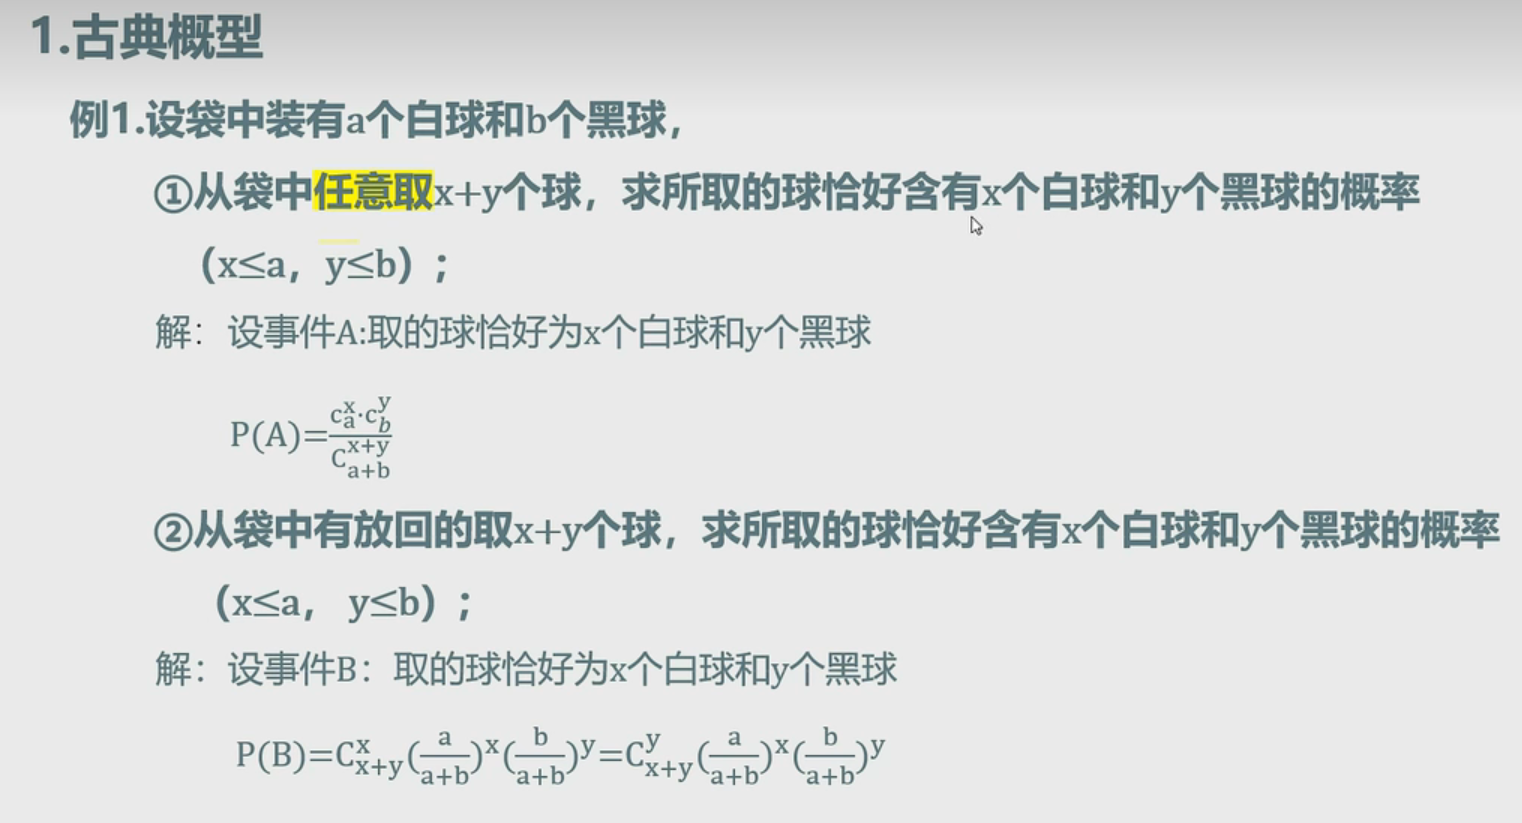 1.古典概型
例1.设袋中装有a个白球和b个黑球，
①从袋中任意取x+y个球，求所取的球恰好含有x个白球和y个黑球的概率
（x≤a，y≤b）；
解：设事件A:取的球恰好为x个白球和y个黑球
P(A)=\frac{c_a^x·c_b^y}{C_{a+b}^{x+y}}
②从袋中有放回的取x+y个球，求所取的球恰好含有x个白球和y个黑球的概率
（x≤a， y≤b）；
解：设事件B：取的球恰好为x个白球和y个黑球
P(B)=C_{x+y}^x(\frac{a}{a+b})^x(\frac{b}{a+b})^y=C_{x+y}^y(\frac{a}{a+b})^x(\frac{b}{a+b})^y